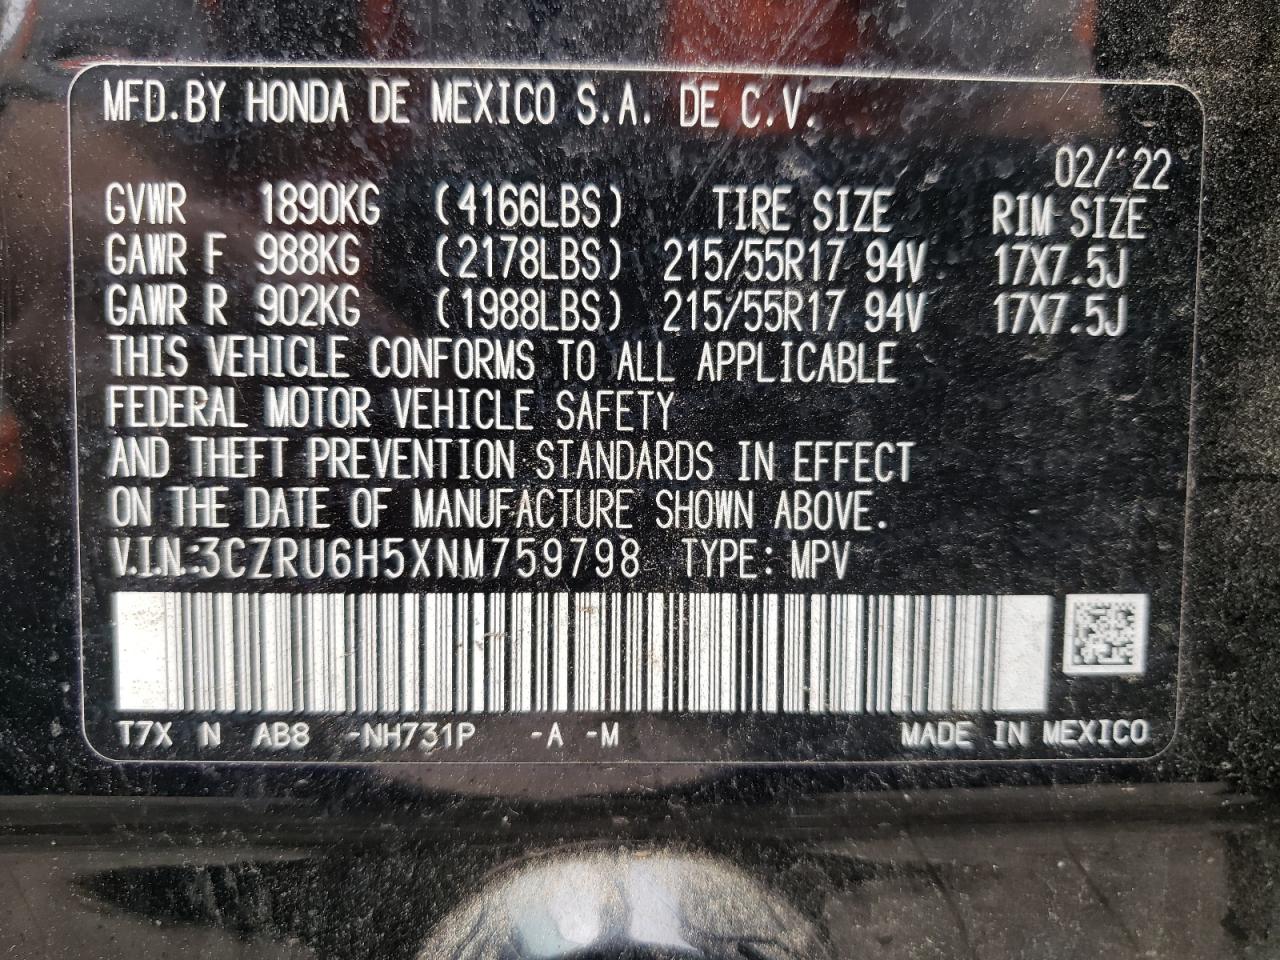 MFD.BY HONDA DE MEXICO S.A. DE C.V.
02/'22
GVWR 1890KG (4166LBS) TIRE SIZE RIM SIZE
GAWR F 988KG (2178LBS) 215/55R17 94V 17X7.5J
GAWR R 902KG (1988LBS) 215/55R17 94V 17X7.5J
THIS VEHICLE CONFORMS TO ALL APPLICABLE
FEDERAL MOTOR VEHICLE SAFETY
AND THEFT PREVENTION STANDARDS IN EFFECT
ON THE DATE OF MANUFACTURE SHOWN ABOVE.
V.I.N.:3CZRU6H5XNM759798 TYPE: MPV
T7X N AB8 -NH731P -A -M MADE IN MEXICO